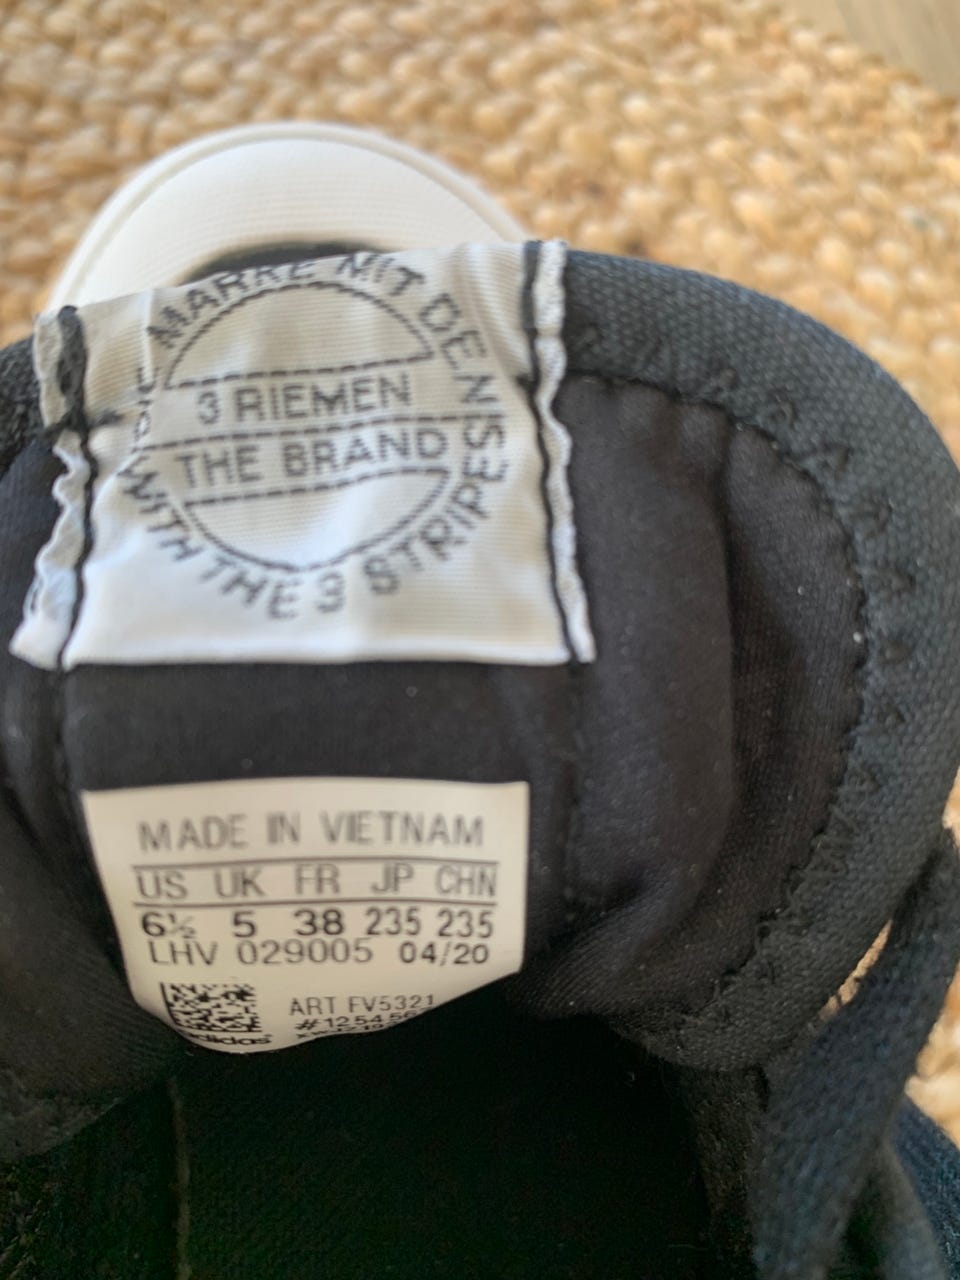 DIE MARKE MIT DEN
3 RIEMEN
THE BRAND
WITH THE 3 STRIPES
MADE IN VIETNAM
US UK FR JP CHN
6½ 5 38 235 235
LHV 029005 04/20
ART FV5321
adidas